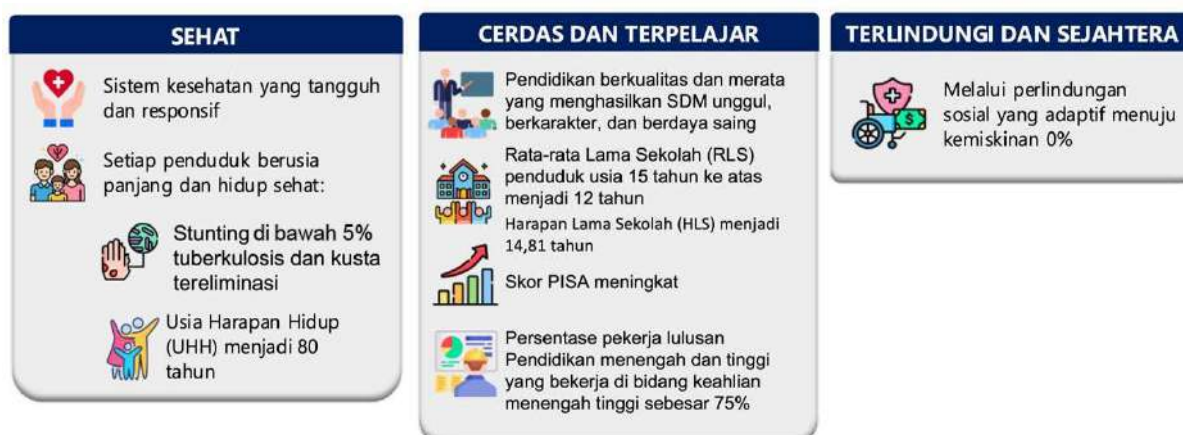 SEHAT
Sistem kesehatan yang tangguh
dan responsif
Setiap penduduk berusia
panjang dan hidup sehat:
Stunting di bawah 5%
tuberkulosis dan kusta
tereliminasi
Usia Harapan Hidup
(UHH) menjadi 80
tahun
CERDAS DAN TERPELAJAR
Pendidikan berkualitas dan merata
yang menghasilkan SDM unggul,
berkarakter, dan berdaya saing
Rata-rata Lama Sekolah (RLS)
penduduk usia 15 tahun ke atas
menjadi 12 tahun
Harapan Lama Sekolah (HLS) menjadi
14,81 tahun
Skor PISA meningkat
Persentase pekerja lulusan
Pendidikan menengah dan tinggi
yang bekerja di bidang keahlian
menengah tinggi sebesar 75%
TERLINDUNGI DAN SEJAHTERA
Melalui perlindungan
sosial yang adaptif menuju
kemiskinan 0%